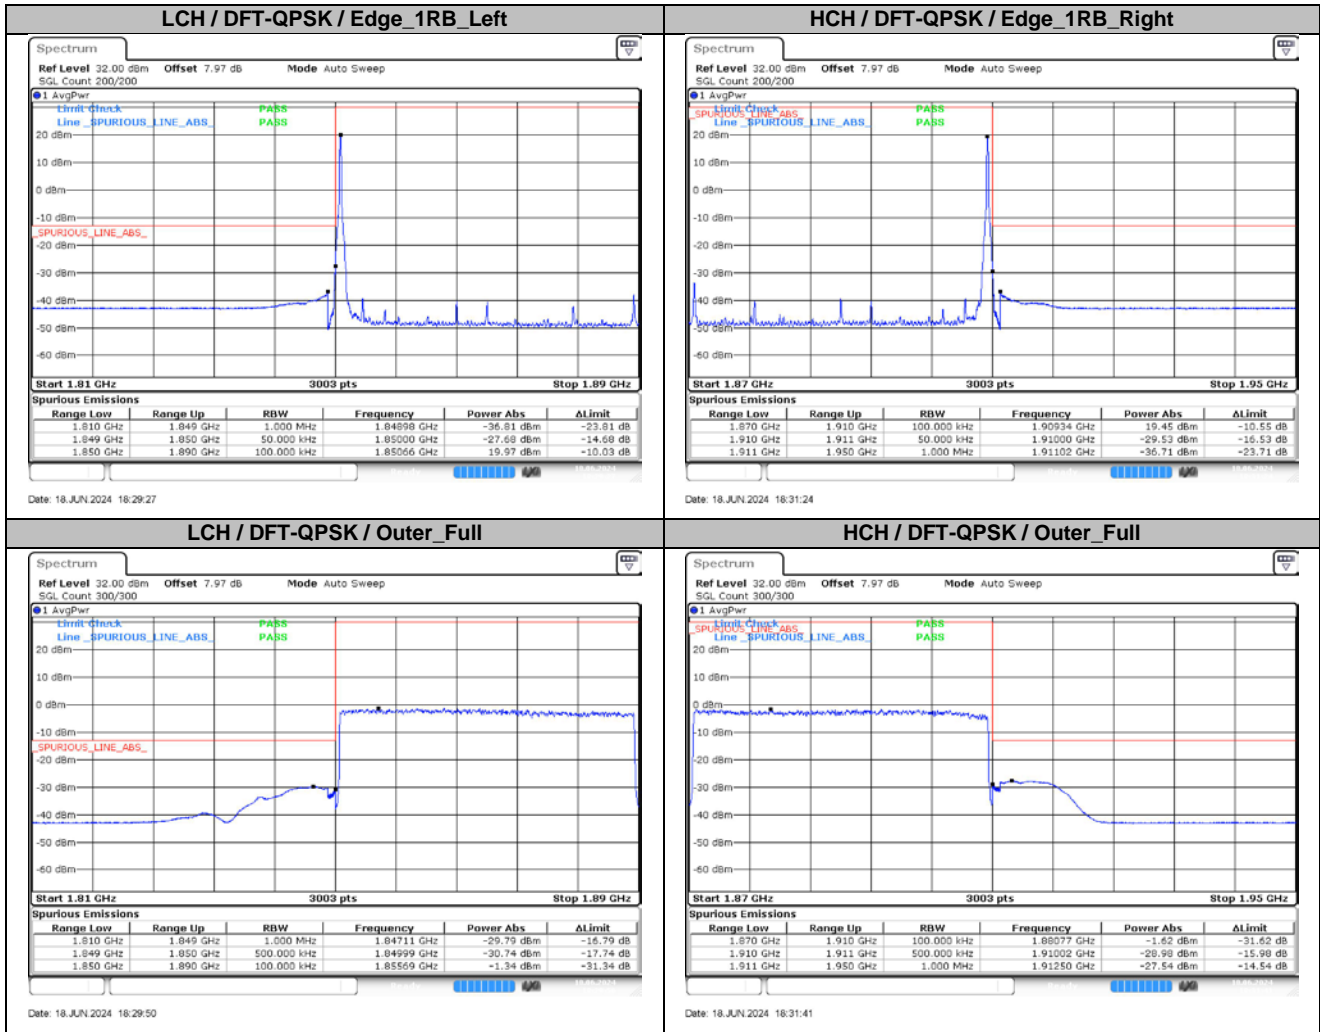 LCH / DFT-QPSK / Edge_1RB_Left
Spectrum
Ref Level 32.00 dBm Offset 7.97 dB Mode Auto Sweep
SGL Count 200/200
1 AvgPwr
Limit Check PASS
Line _SPURIOUS_LINE_ABS_ PASS
20 dBm
10 dBm
0 dBm
-10 dBm
_SPURIOUS_LINE_ABS_
-20 dBm
-30 dBm
-40 dBm
-50 dBm
-60 dBm
Start 1.81 GHz 3003 pts Stop 1.89 GHz
Spurious Emissions
Range Low Range Up RBW Frequency Power Abs ΔLimit
1.810 GHz 1.849 GHz 1.000 MHz 1.84898 GHz -36.81 dBm -23.81 dB
1.849 GHz 1.850 GHz 50.000 kHz 1.85000 GHz -27.68 dBm -14.68 dB
1.850 GHz 1.890 GHz 100.000 kHz 1.85066 GHz 19.97 dBm -10.03 dB
Date: 18.JUN.2024 18:29:27
HCH / DFT-QPSK / Edge_1RB_Right
Spectrum
Ref Level 32.00 dBm Offset 7.97 dB Mode Auto Sweep
SGL Count 200/200
1 AvgPwr
Limit Check PASS
_SPURIOUS_LINE_ABS_
Line _SPURIOUS_LINE_ABS_ PASS
20 dBm
10 dBm
0 dBm
-10 dBm
-20 dBm
-30 dBm
-40 dBm
-50 dBm
-60 dBm
Start 1.87 GHz 3003 pts Stop 1.95 GHz
Spurious Emissions
Range Low Range Up RBW Frequency Power Abs ΔLimit
1.870 GHz 1.910 GHz 100.000 kHz 1.90934 GHz 19.45 dBm -10.55 dB
1.910 GHz 1.911 GHz 50.000 kHz 1.91000 GHz -29.53 dBm -16.53 dB
1.911 GHz 1.950 GHz 1.000 MHz 1.91102 GHz -36.71 dBm -23.71 dB
Date: 18.JUN.2024 18:31:24
LCH / DFT-QPSK / Outer_Full
Spectrum
Ref Level 32.00 dBm Offset 7.97 dB Mode Auto Sweep
SGL Count 300/300
1 AvgPwr
Limit Check PASS
Line _SPURIOUS_LINE_ABS_ PASS
20 dBm
10 dBm
0 dBm
-10 dBm
_SPURIOUS_LINE_ABS_
-20 dBm
-30 dBm
-40 dBm
-50 dBm
-60 dBm
Start 1.81 GHz 3003 pts Stop 1.89 GHz
Spurious Emissions
Range Low Range Up RBW Frequency Power Abs ΔLimit
1.810 GHz 1.849 GHz 1.000 MHz 1.84711 GHz -29.79 dBm -16.79 dB
1.849 GHz 1.850 GHz 500.000 kHz 1.84999 GHz -30.74 dBm -17.74 dB
1.850 GHz 1.890 GHz 100.000 kHz 1.85569 GHz -1.34 dBm -31.34 dB
Date: 18.JUN.2024 18:29:50
HCH / DFT-QPSK / Outer_Full
Spectrum
Ref Level 32.00 dBm Offset 7.97 dB Mode Auto Sweep
SGL Count 300/300
1 AvgPwr
Limit Check PASS
_SPURIOUS_LINE_ABS_
Line _SPURIOUS_LINE_ABS_ PASS
20 dBm
10 dBm
0 dBm
-10 dBm
-20 dBm
-30 dBm
-40 dBm
-50 dBm
-60 dBm
Start 1.87 GHz 3003 pts Stop 1.95 GHz
Spurious Emissions
Range Low Range Up RBW Frequency Power Abs ΔLimit
1.870 GHz 1.910 GHz 100.000 kHz 1.88077 GHz -1.62 dBm -31.62 dB
1.910 GHz 1.911 GHz 500.000 kHz 1.91002 GHz -28.98 dBm -15.98 dB
1.911 GHz 1.950 GHz 1.000 MHz 1.91250 GHz -27.54 dBm -14.54 dB
Date: 18.JUN.2024 18:31:41